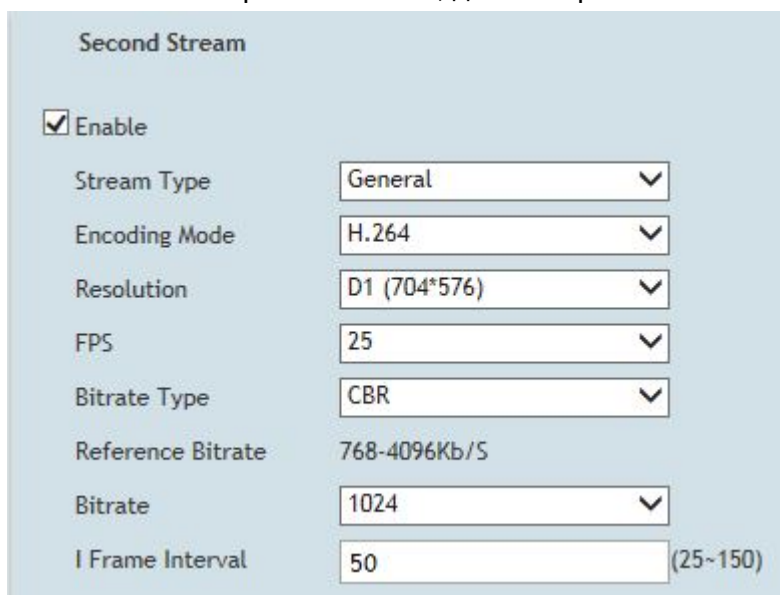 Second Stream
Enable
Stream Type General
Encoding Mode H.264
Resolution D1 (704*576)
FPS 25
Bitrate Type CBR
Reference Bitrate 768-4096Kb/S
Bitrate 1024
I Frame Interval 50 (25~150)